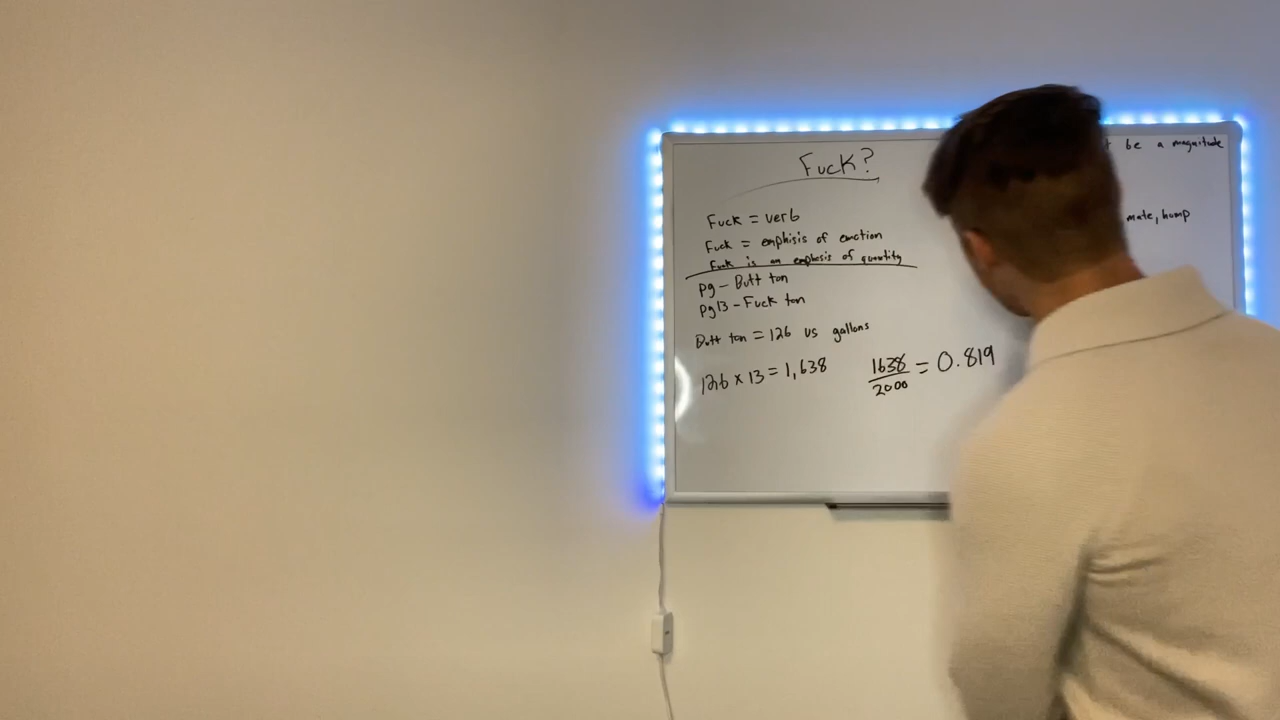 Fuck?
Fuck = verb
Fuck = emphisis of emotion
Fuck is an emphasis of quantity
pg - Butt ton
pg13 - Fuck ton
Butt ton = 126 us gallons
126 x 13 = 1,638
1638
2000
= 0.819
be a magnitude
mate, hump